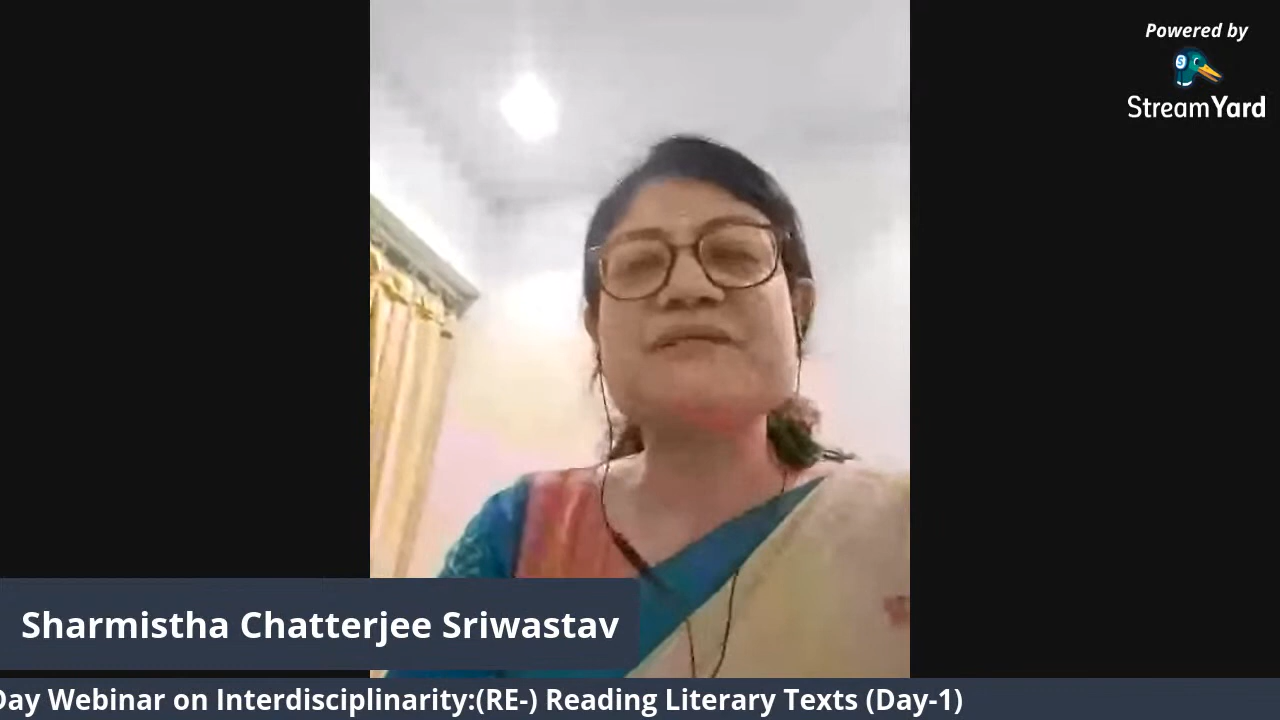 Powered by
StreamYard
Sharmistha Chatterjee Sriwastav
Day Webinar on Interdisciplinarity:(RE-) Reading Literary Texts (Day-1)